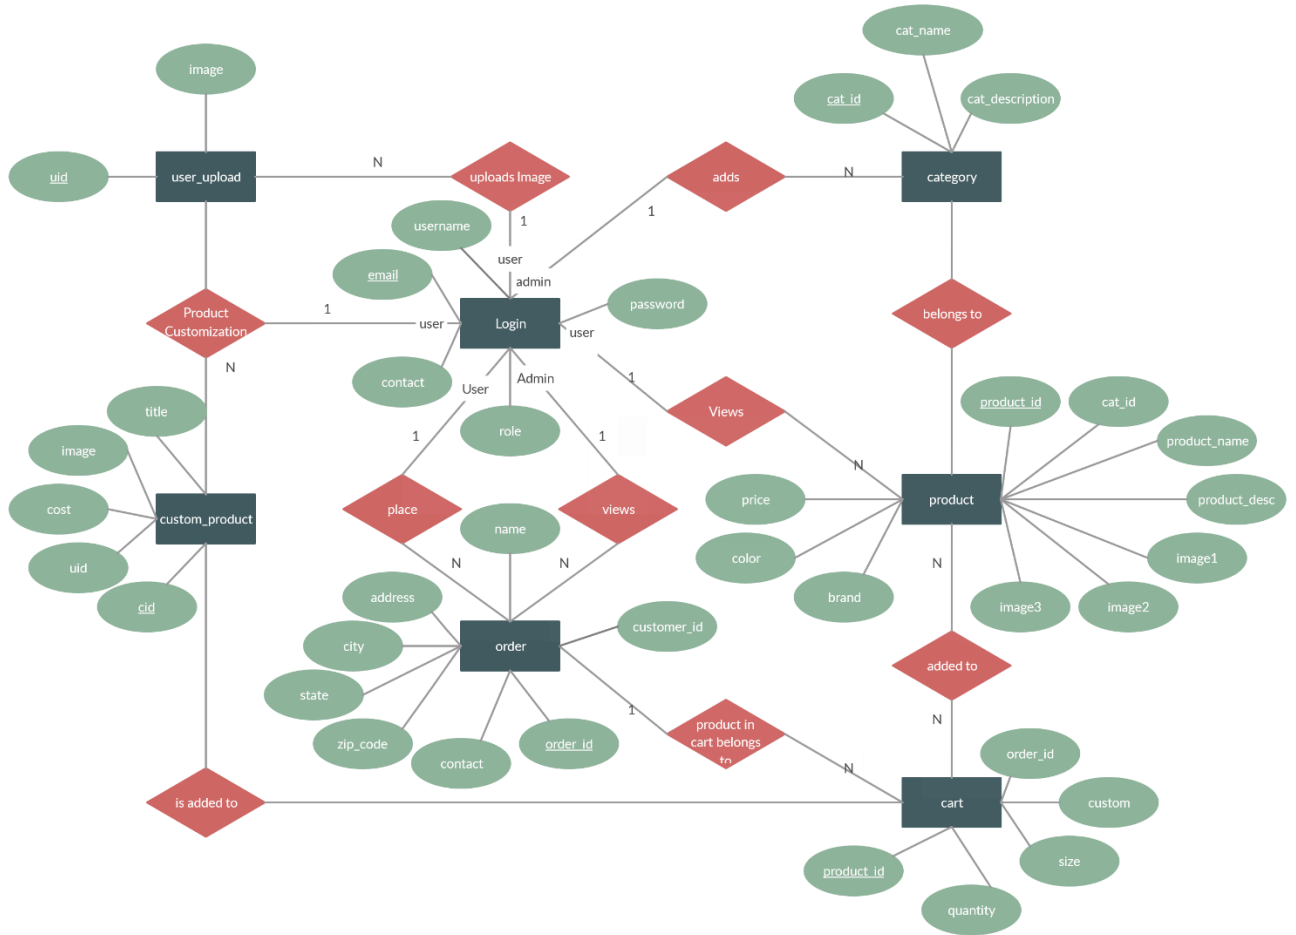 cat_name
image
cat_id
cat_description
N
uid
user_upload
uploads Image
adds
N
category
1
1
username
user
admin
email
password
Product
Customization
1
user
Login
user
belongs to
N
contact
User
Admin
1
title
role
Views
product_id
cat_id
1
1
image
N
product_name
cost
custom_product
place
views
name
price
product
product_desc
uid
N
N
color
N
image1
cid
address
brand
image3
image2
customer_id
city
order
added to
state
1
N
zip_code
contact
order_id
product in
cart belongs
to
N
order_id
is added to
cart
custom
product_id
size
quantity